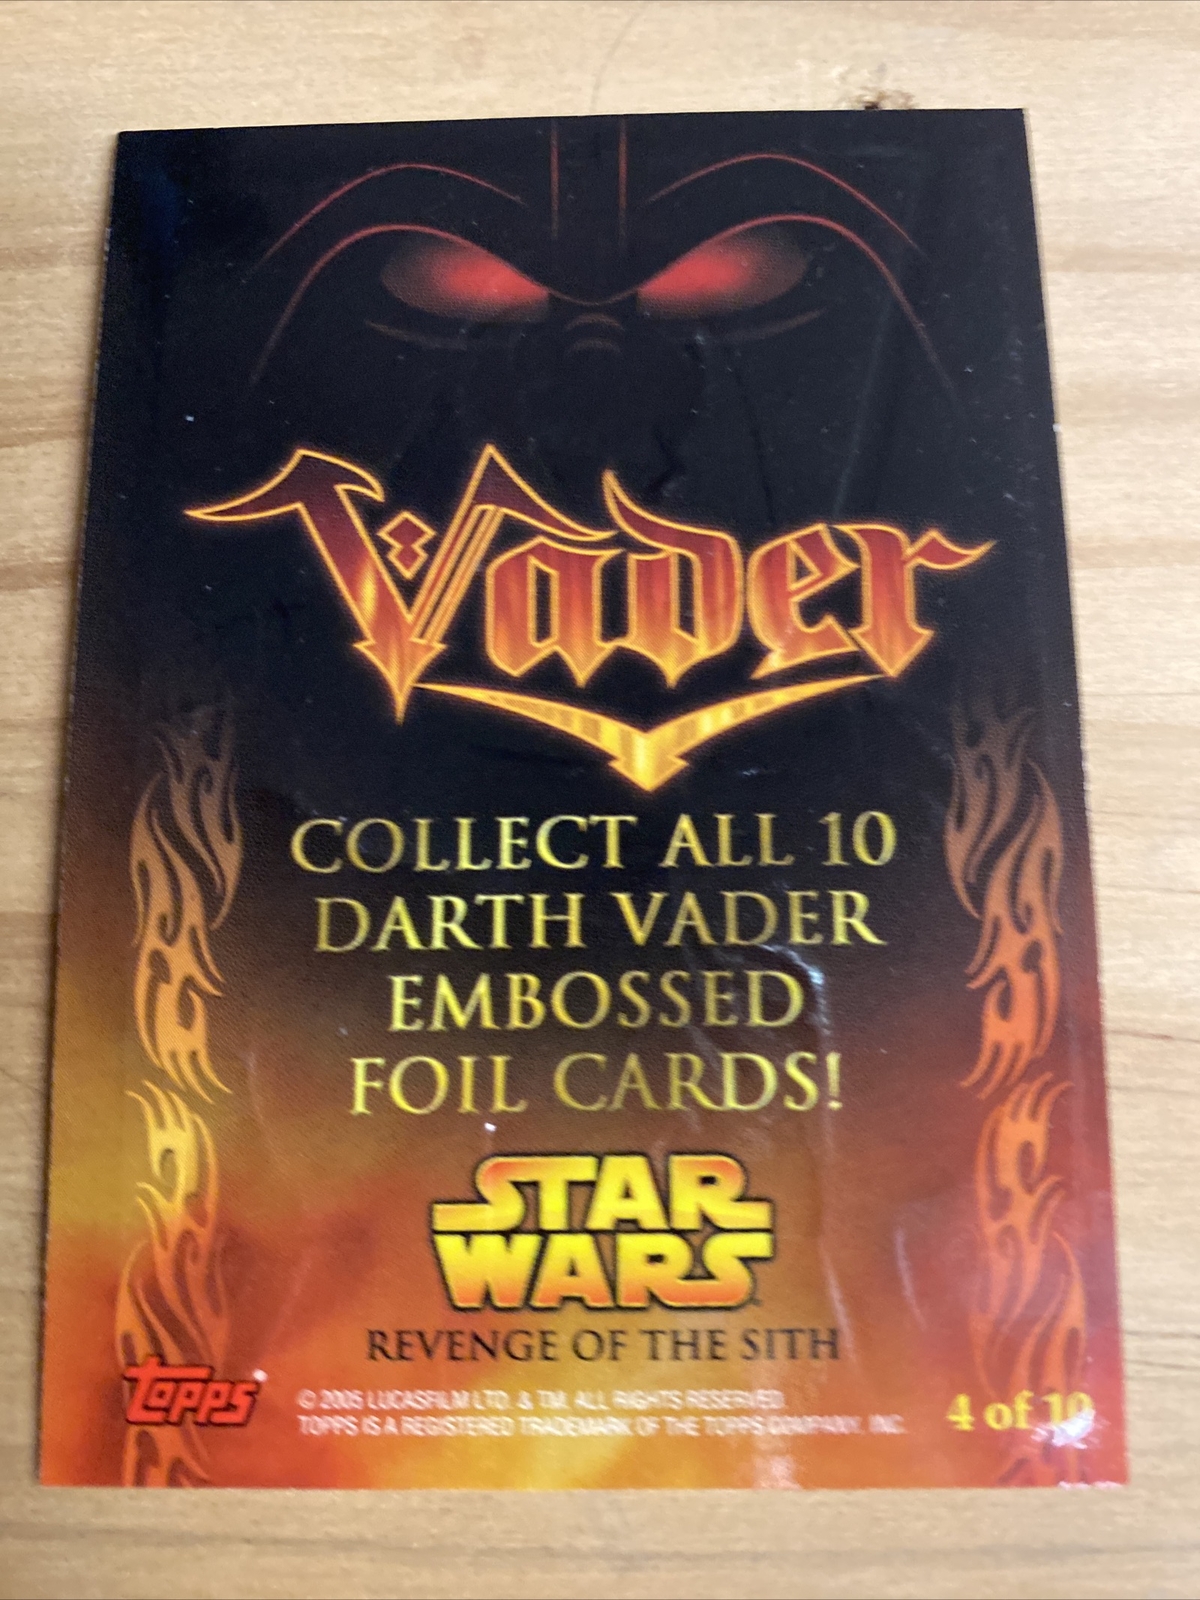 Vader
COLLECT ALL 10
DARTH VADER
EMBOSSED
FOIL CARDS!
STAR
WARS
REVENGE OF THE SITH
TOPPS
© 2005 LUCASFILM LTD. & TM. ALL RIGHTS RESERVED.
TOPPS IS A REGISTERED TRADEMARK OF THE TOPPS COMPANY, INC.
4 of 10